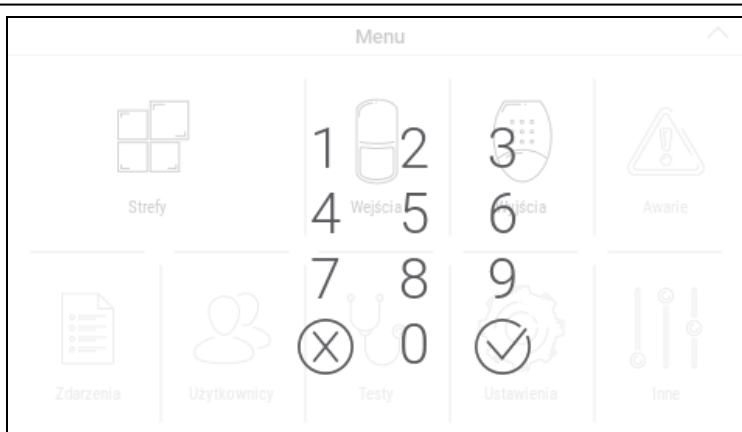 Menu
1 2 3
Strefy Wejścia Wyjścia Awarie
4 5 6
7 8 9
0
Zdarzenia Użytkownicy Testy Ustawienia Inne